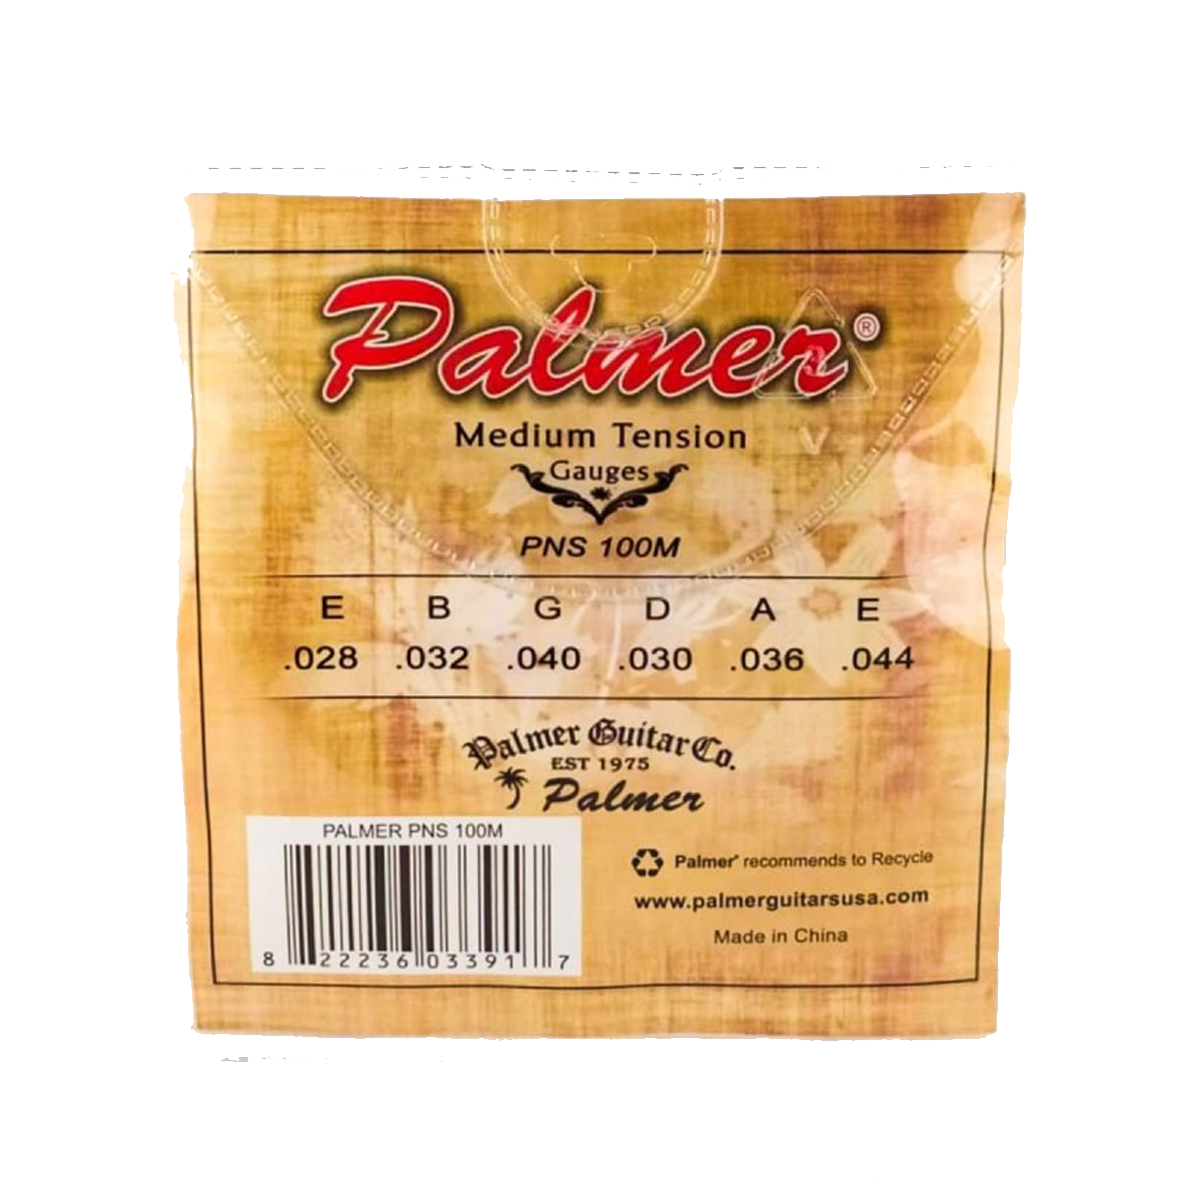 Palmer®
Medium Tension
Gauges
PNS 100M
E B G D A E
.028 .032 .040 .030 .036 .044
Palmer Guitar Co.
EST 1975
Palmer
PALMER PNS 100M
8 22236 03391 7
Palmer® recommends to Recycle
www.palmerguitarsusa.com
Made in China